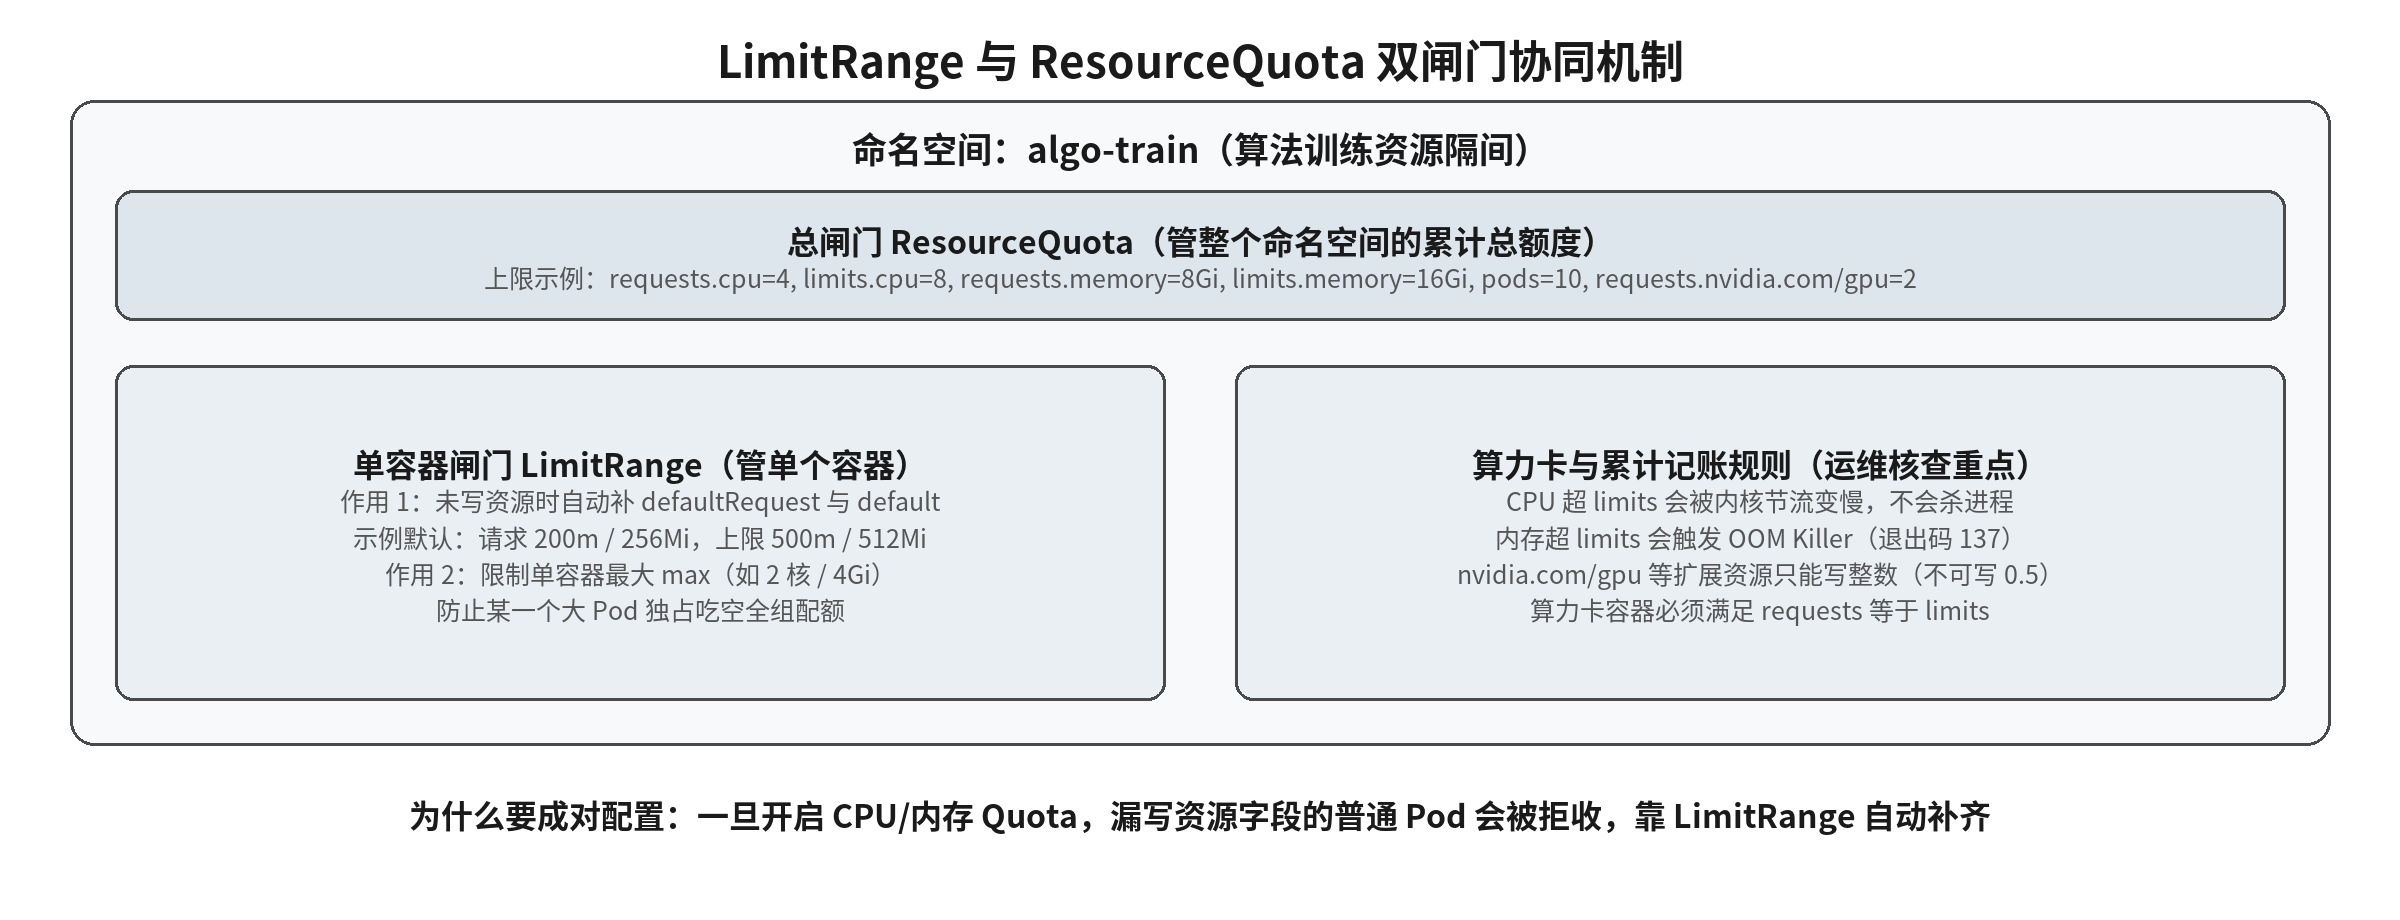 LimitRange 与 ResourceQuota 双闸门协同机制
命名空间：algo-train（算法训练资源隔间）
总闸门 ResourceQuota（管整个命名空间的累计总额度）
上限示例：requests.cpu=4, limits.cpu=8, requests.memory=8Gi, limits.memory=16Gi, pods=10, requests.nvidia.com/gpu=2
单容器闸门 LimitRange（管单个容器）
作用 1：未写资源时自动补 defaultRequest 与 default
示例默认：请求 200m / 256Mi，上限 500m / 512Mi
作用 2：限制单容器最大 max（如 2 核 / 4Gi）
防止某一个大 Pod 独占吃空全组配额
算力卡与累计记账规则（运维核查重点）
CPU 超 limits 会被内核节流变慢，不会杀进程
内存超 limits 会触发 OOM Killer（退出码 137）
nvidia.com/gpu 等扩展资源只能写整数（不可写 0.5）
算力卡容器必须满足 requests 等于 limits
为什么要成对配置：一旦开启 CPU/内存 Quota，漏写资源字段的普通 Pod 会被拒收，靠 LimitRange 自动补齐